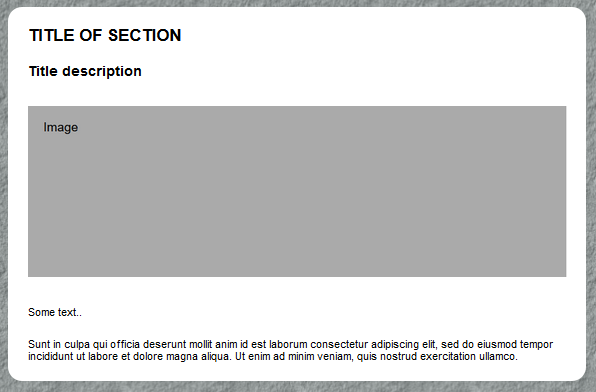 TITLE OF SECTION
Title description
Image
Some text..
Sunt in culpa qui officia deserunt mollit anim id est laborum consectetur adipiscing elit, sed do eiusmod tempor
incididunt ut labore et dolore magna aliqua. Ut enim ad minim veniam, quis nostrud exercitation ullamco.